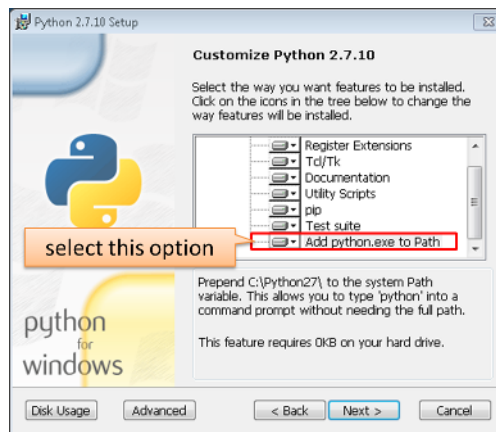 Python 2.7.10 Setup
Customize Python 2.7.10
Select the way you want features to be installed.
Click on the icons in the tree below to change the
way features will be installed.
Register Extensions
Tcl/Tk
Documentation
Utility Scripts
pip
Test suite
Add python.exe to Path
select this option
Prepend C:\Python27\ to the system Path
variable. This allows you to type 'python' into a
command prompt without needing the full path.
This feature requires 0KB on your hard drive.
python
for
windows
Disk Usage
Advanced
< Back
Next >
Cancel